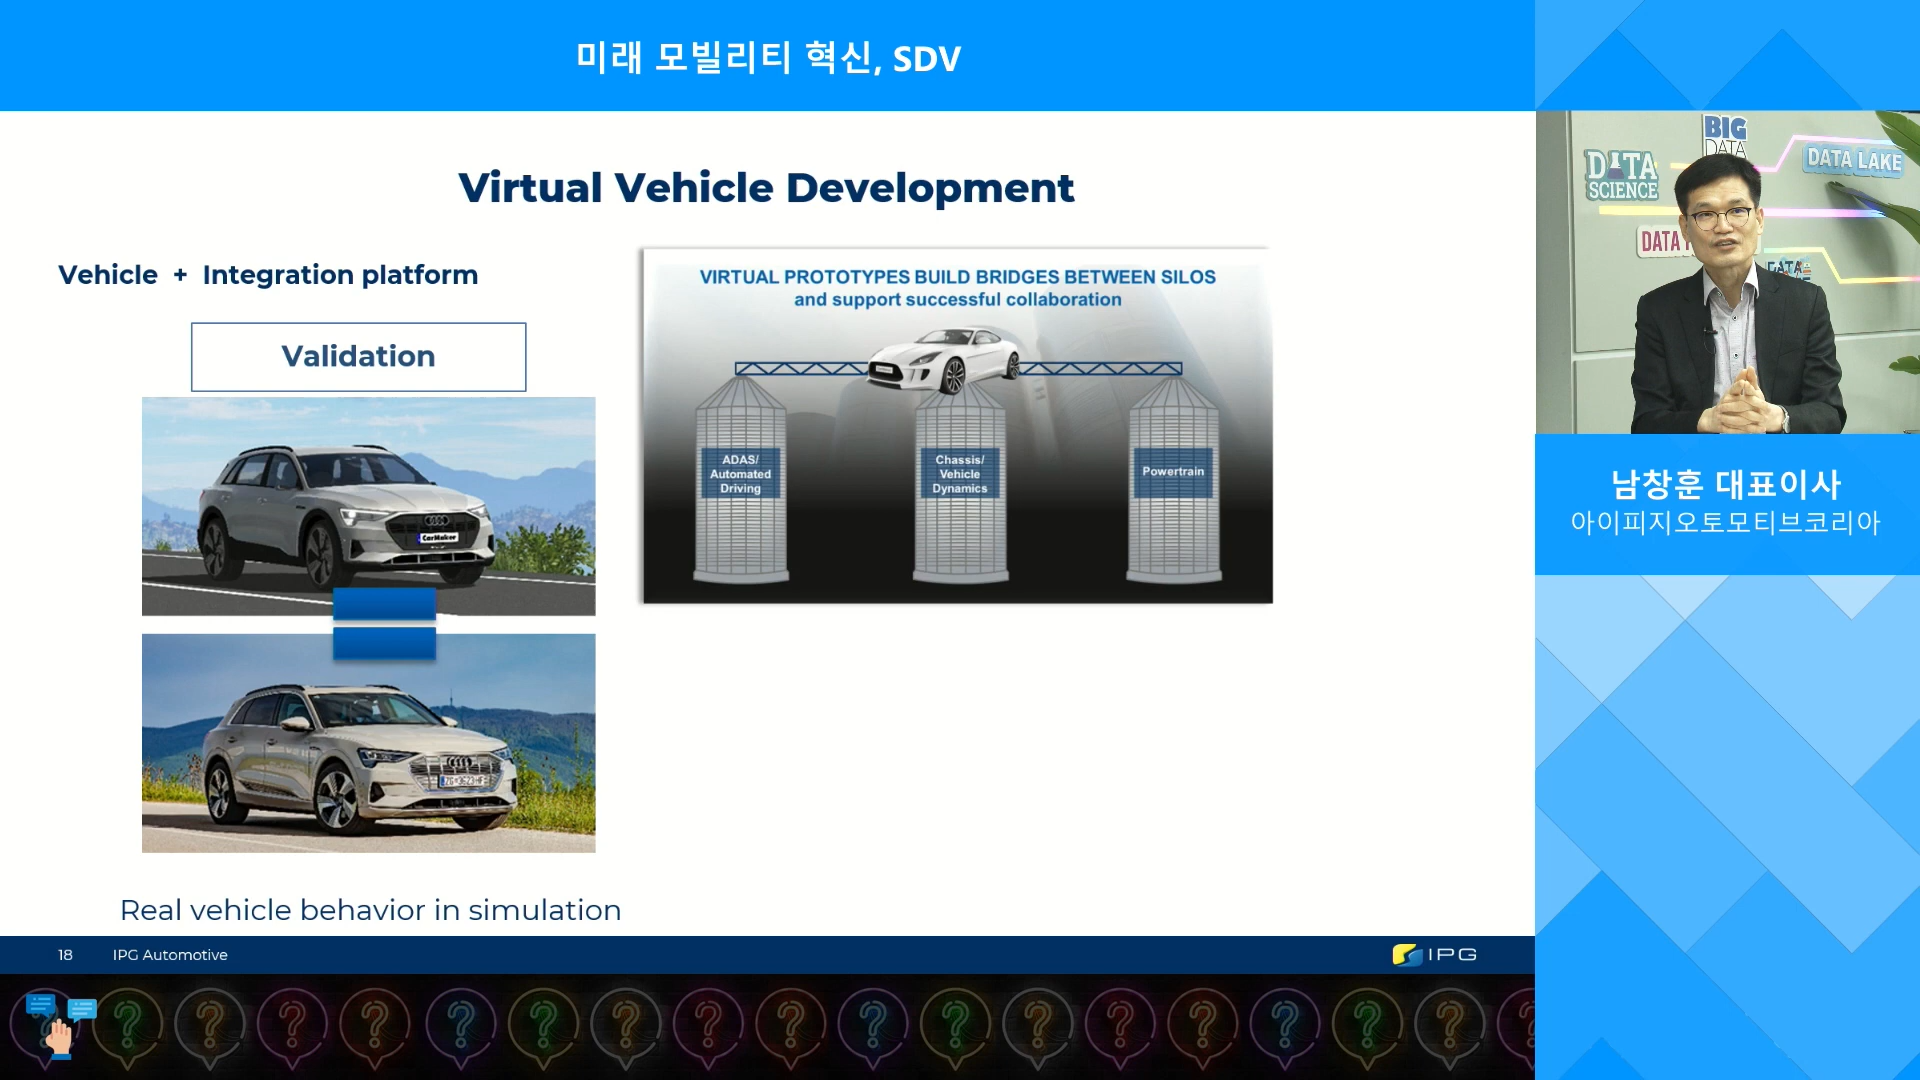 미래 모빌리티 혁신, SDV
Virtual Vehicle Development
Vehicle + Integration platform
Validation
CarMaker
Real vehicle behavior in simulation
VIRTUAL PROTOTYPES BUILD BRIDGES BETWEEN SILOS
and support successful collaboration
ADAS/
Automated
Driving
Chassis/
Vehicle
Dynamics
Powertrain
18
IPG Automotive
IPG
BIG
DATA
DATA
SCIENCE
DATA LAKE
DATA
남창훈 대표이사
아이피지오토모티브코리아